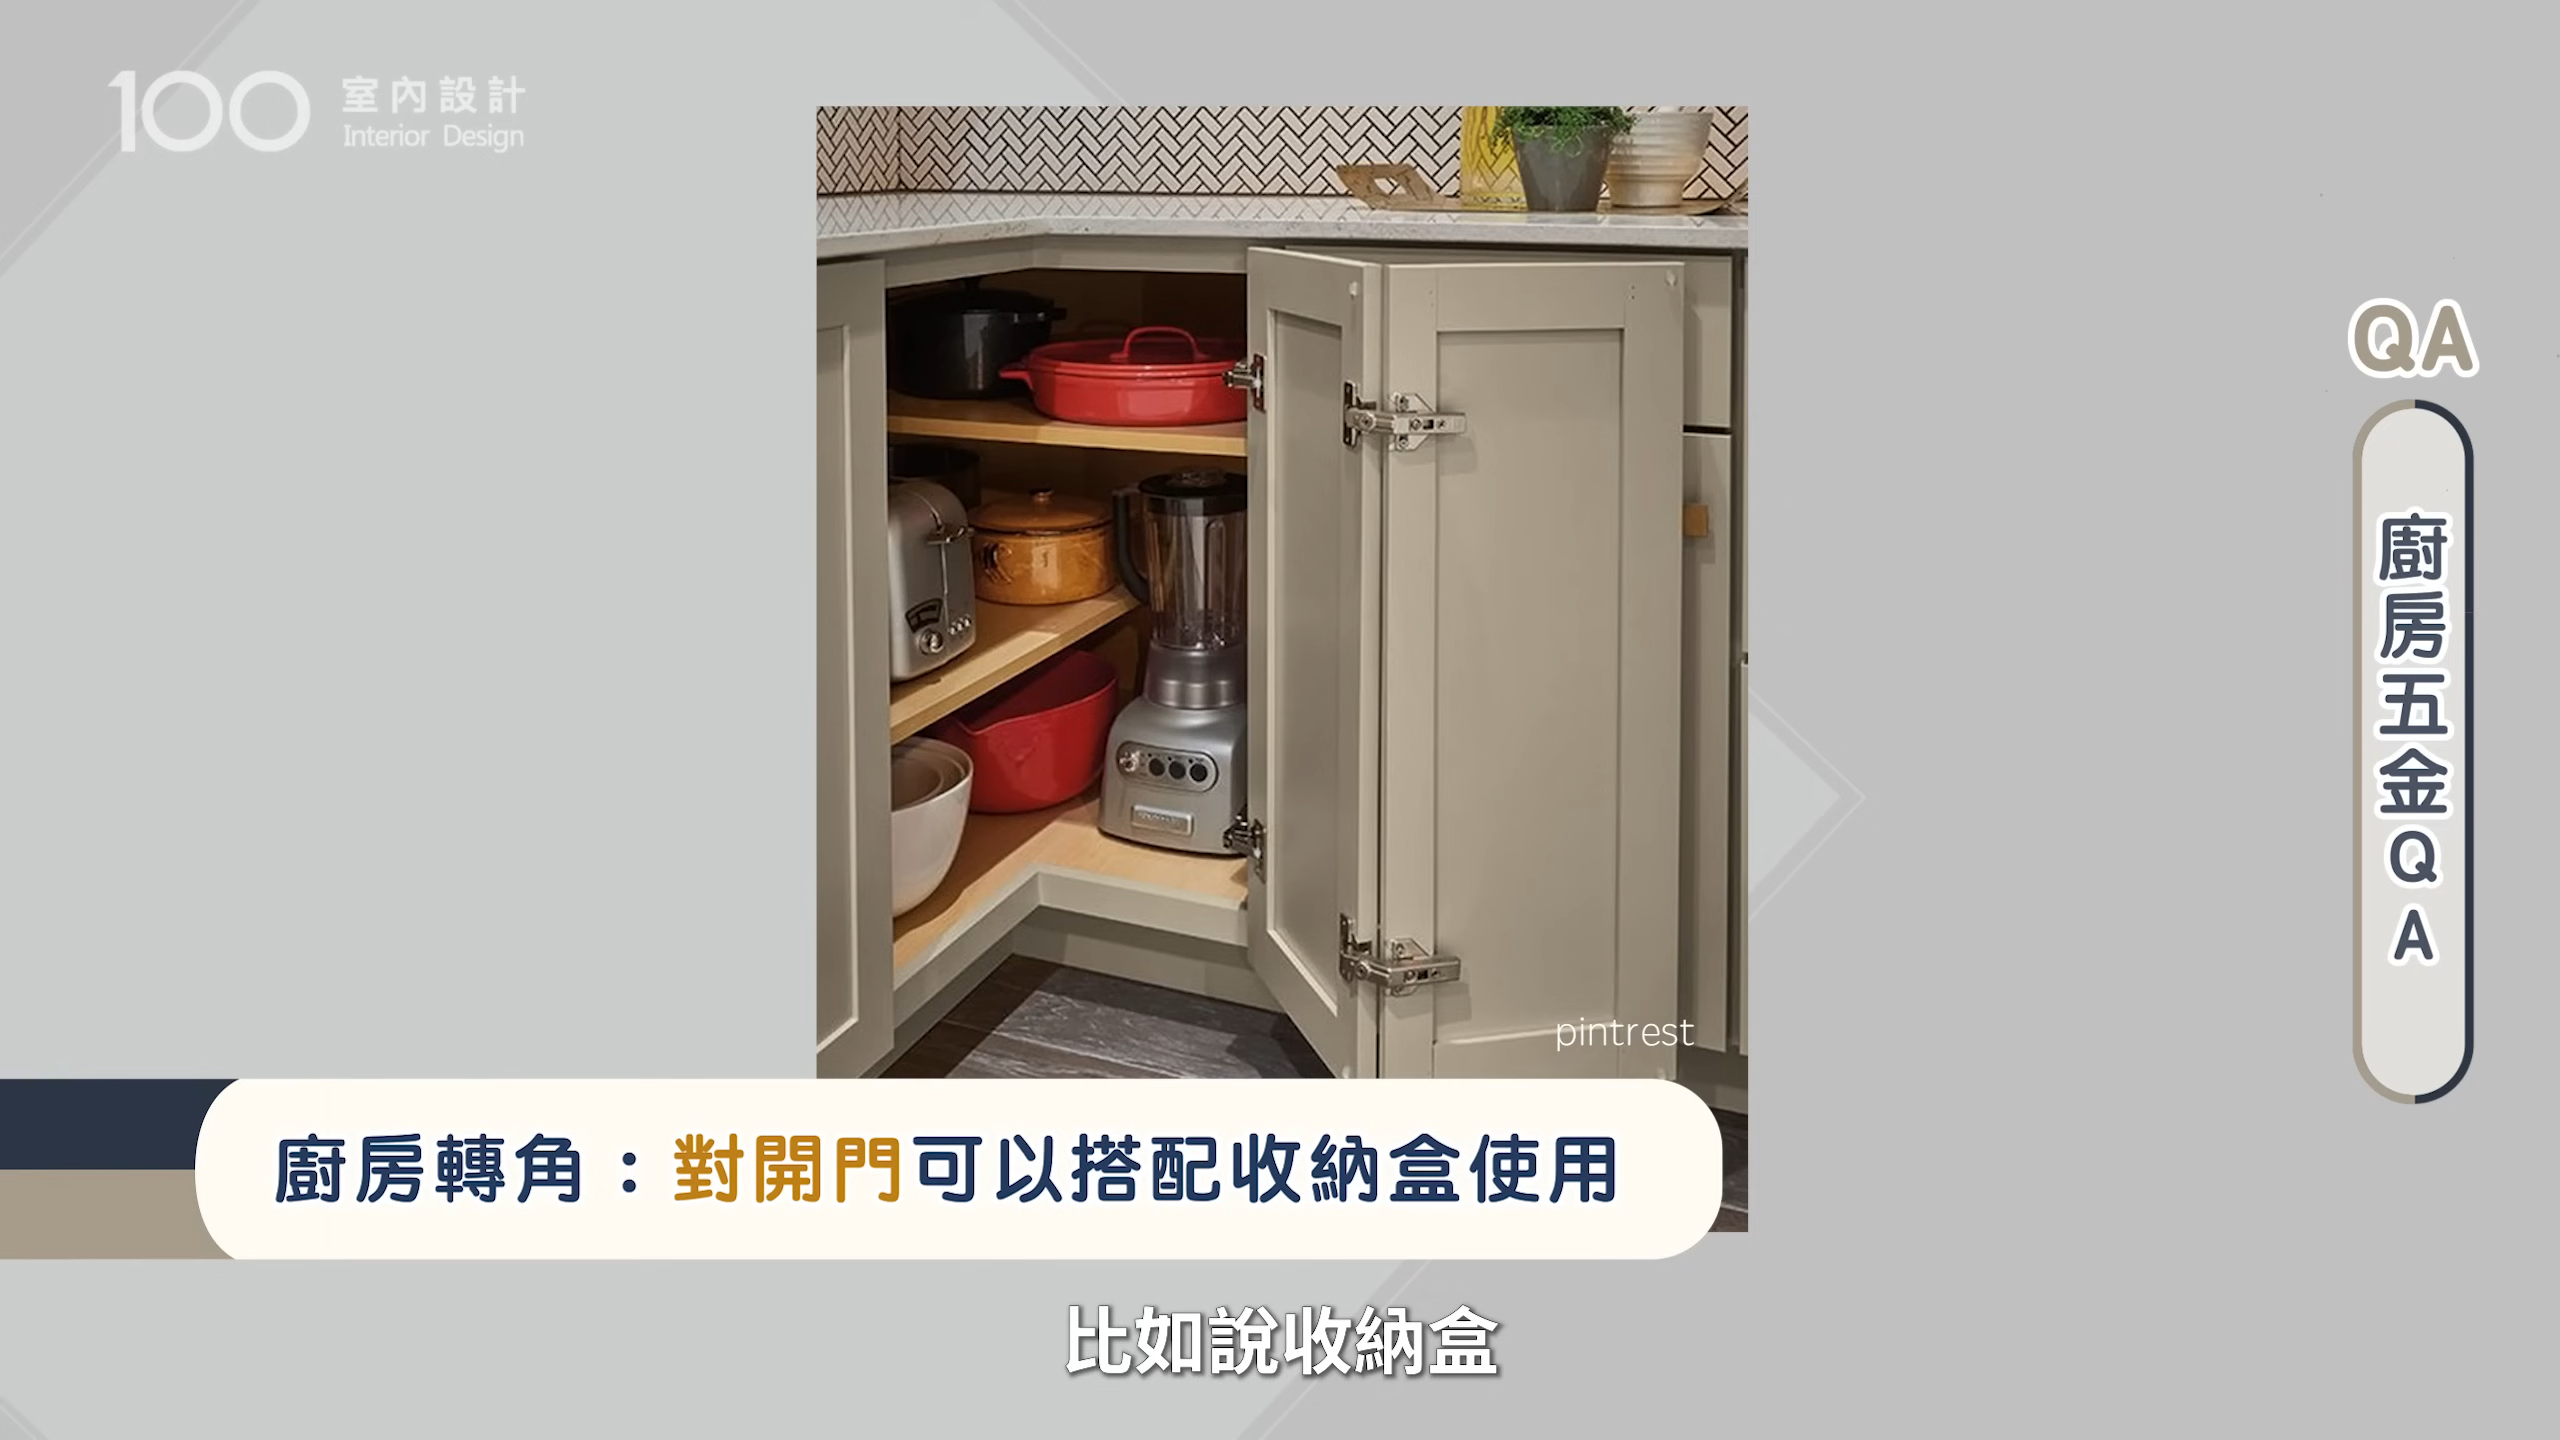 100 室內設計
Interior Design
QA
廚房五金QA
pintrest
廚房轉角：對開門可以搭配收納盒使用
比如說收納盒